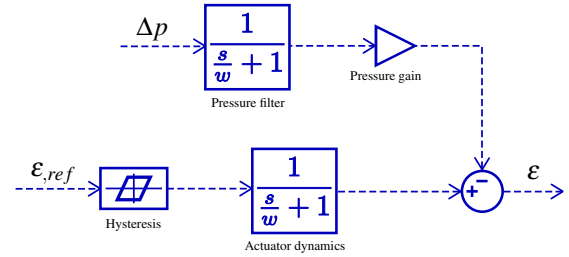 Δp
1
s
w + 1
Pressure filter
Pressure gain
ε,ref
Hysteresis
1
s
w + 1
Actuator dynamics
+ −
ε